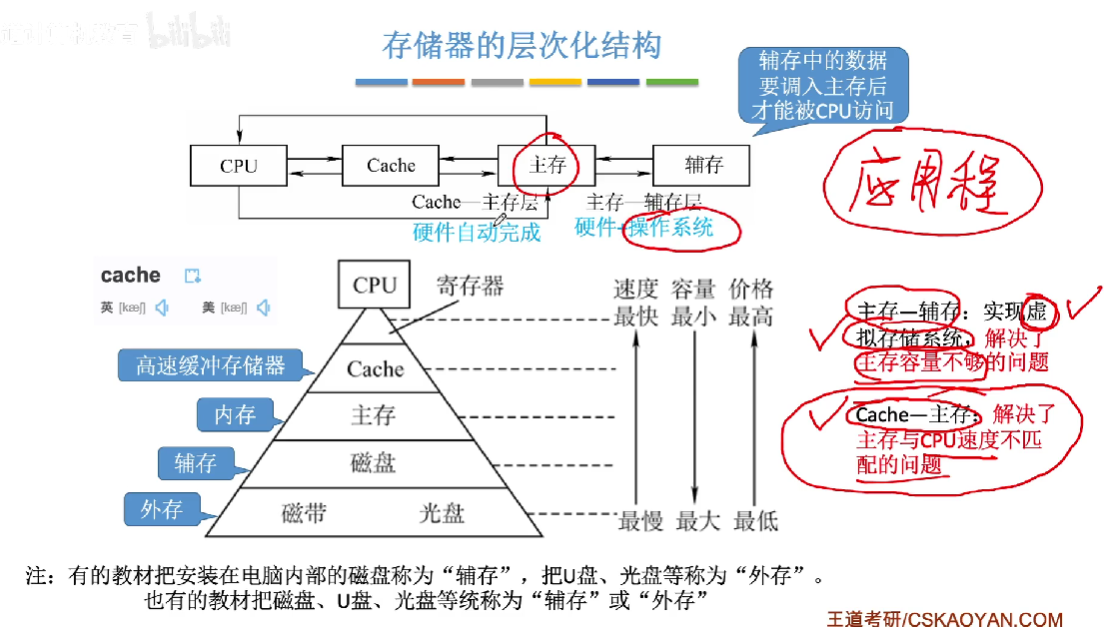 bilibili
存储器的层次化结构
辅存中的数据
要调入主存后
才能被CPU访问
CPU
Cache
主存
辅存
Cache—主存层
主存—辅存层
硬件自动完成
硬件+操作系统
应用程
cache
英 [kæʃ]
美 [kæʃ]
CPU
寄存器
速度 容量 价格
最快 最小 最高
高速缓冲存储器
Cache
内存
主存
辅存
磁盘
外存
磁带
光盘
最慢 最大 最低
主存—辅存：实现虚
拟存储系统，解决了
主存容量不够的问题
Cache—主存：解决了
主存与CPU速度不匹
配的问题
注：有的教材把安装在电脑内部的磁盘称为“辅存”，把U盘、光盘等称为“外存”。
也有的教材把磁盘、U盘、光盘等统称为“辅存”或“外存”
王道考研/CSKAOYAN.COM